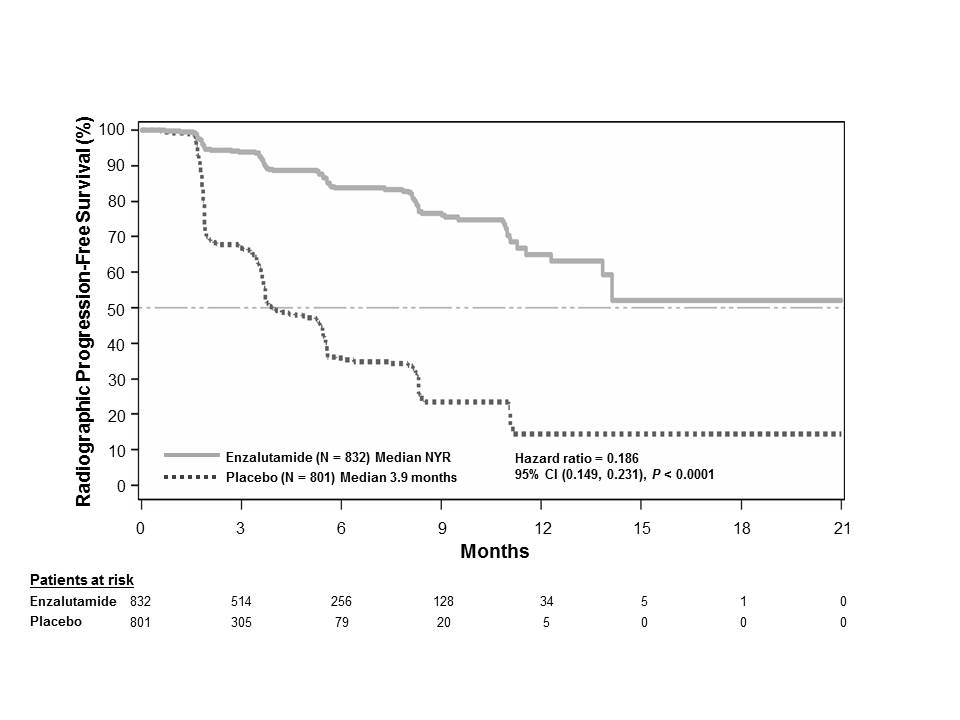 Radiographic Progression-Free Survival (%)
100
90
80
70
60
50
40
30
20
10
0
Enzalutamide (N = 832) Median NYR
Placebo (N = 801) Median 3.9 months
Hazard ratio = 0.186
95% CI (0.149, 0.231), P < 0.0001
0 3 6 9 12 15 18 21
Months
Patients at risk
Enzalutamide 832 514 256 128 34 5 1 0
Placebo 801 305 79 20 5 0 0 0